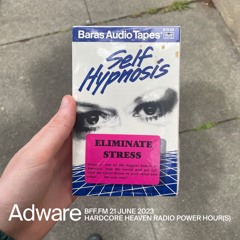 Baras Audio Tapes
Self
Hypnosis
ELIMINATE
STRESS
Adware
BFF.FM 21 JUNE 2023
HARDCORE HEAVEN RADIO POWER HOUR(S)